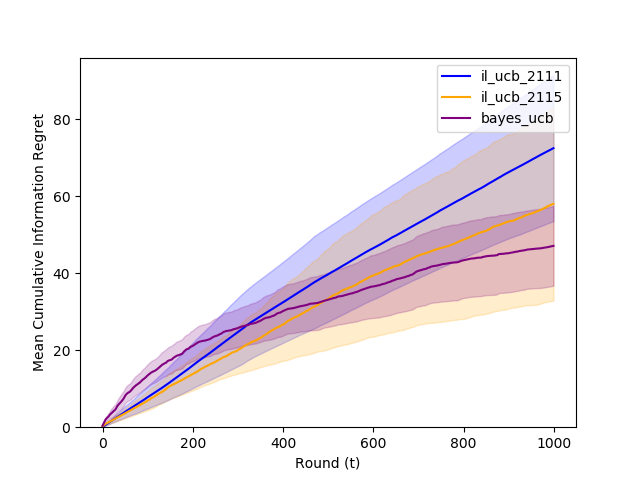 il_ucb_2111
il_ucb_2115
bayes_ucb
Mean Cumulative Information Regret
80
60
40
20
0
0 200 400 600 800 1000
Round (t)